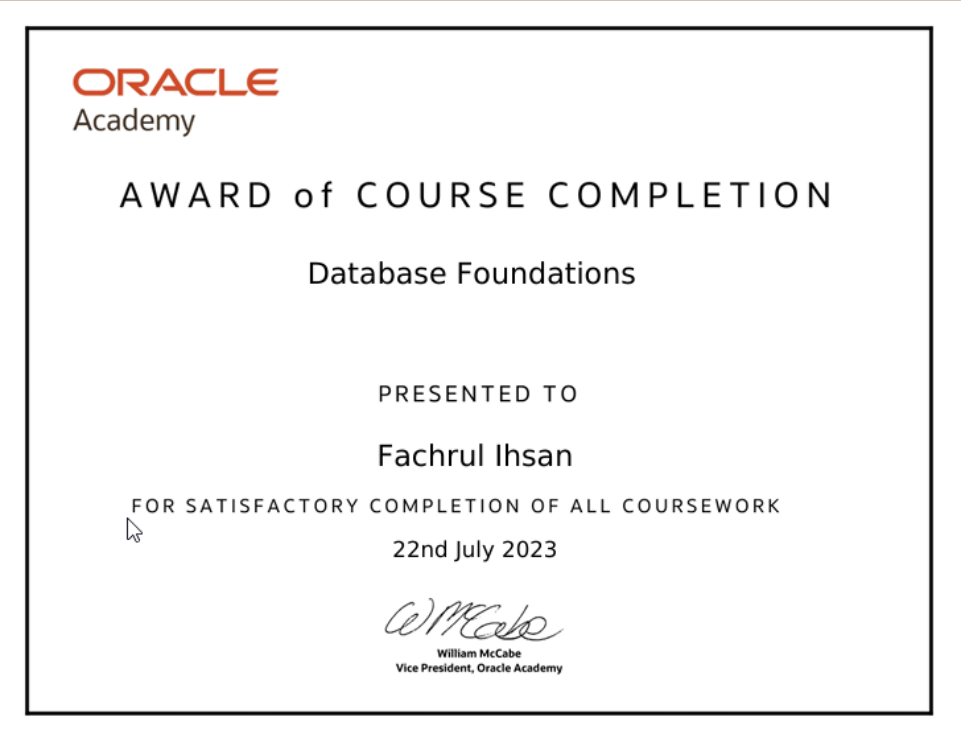 ORACLE
Academy
AWARD of COURSE COMPLETION
Database Foundations
PRESENTED TO
Fachrul Ihsan
FOR SATISFACTORY COMPLETION OF ALL COURSEWORK
22nd July 2023
WMcCabe
William McCabe
Vice President, Oracle Academy